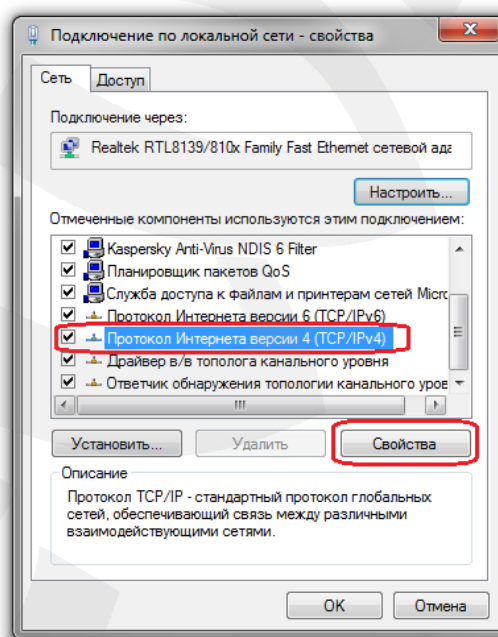 Подключение по локальной сети - свойства
Сеть Доступ
Подключение через:
Realtek RTL8139/810x Family Fast Ethernet сетевой ада
Настроить...
Отмеченные компоненты используются этим подключением:
Kaspersky Anti-Virus NDIS 6 Filter
Планировщик пакетов QoS
Служба доступа к файлам и принтерам сетей Micro
Протокол Интернета версии 6 (TCP/IPv6)
Протокол Интернета версии 4 (TCP/IPv4)
Драйвер в/в тополога канального уровня
Ответчик обнаружения топологии канального уров
Установить... Удалить Свойства
Описание
Протокол TCP/IP - стандартный протокол глобальных
сетей, обеспечивающий связь между различными
взаимодействующими сетями.
OK Отмена